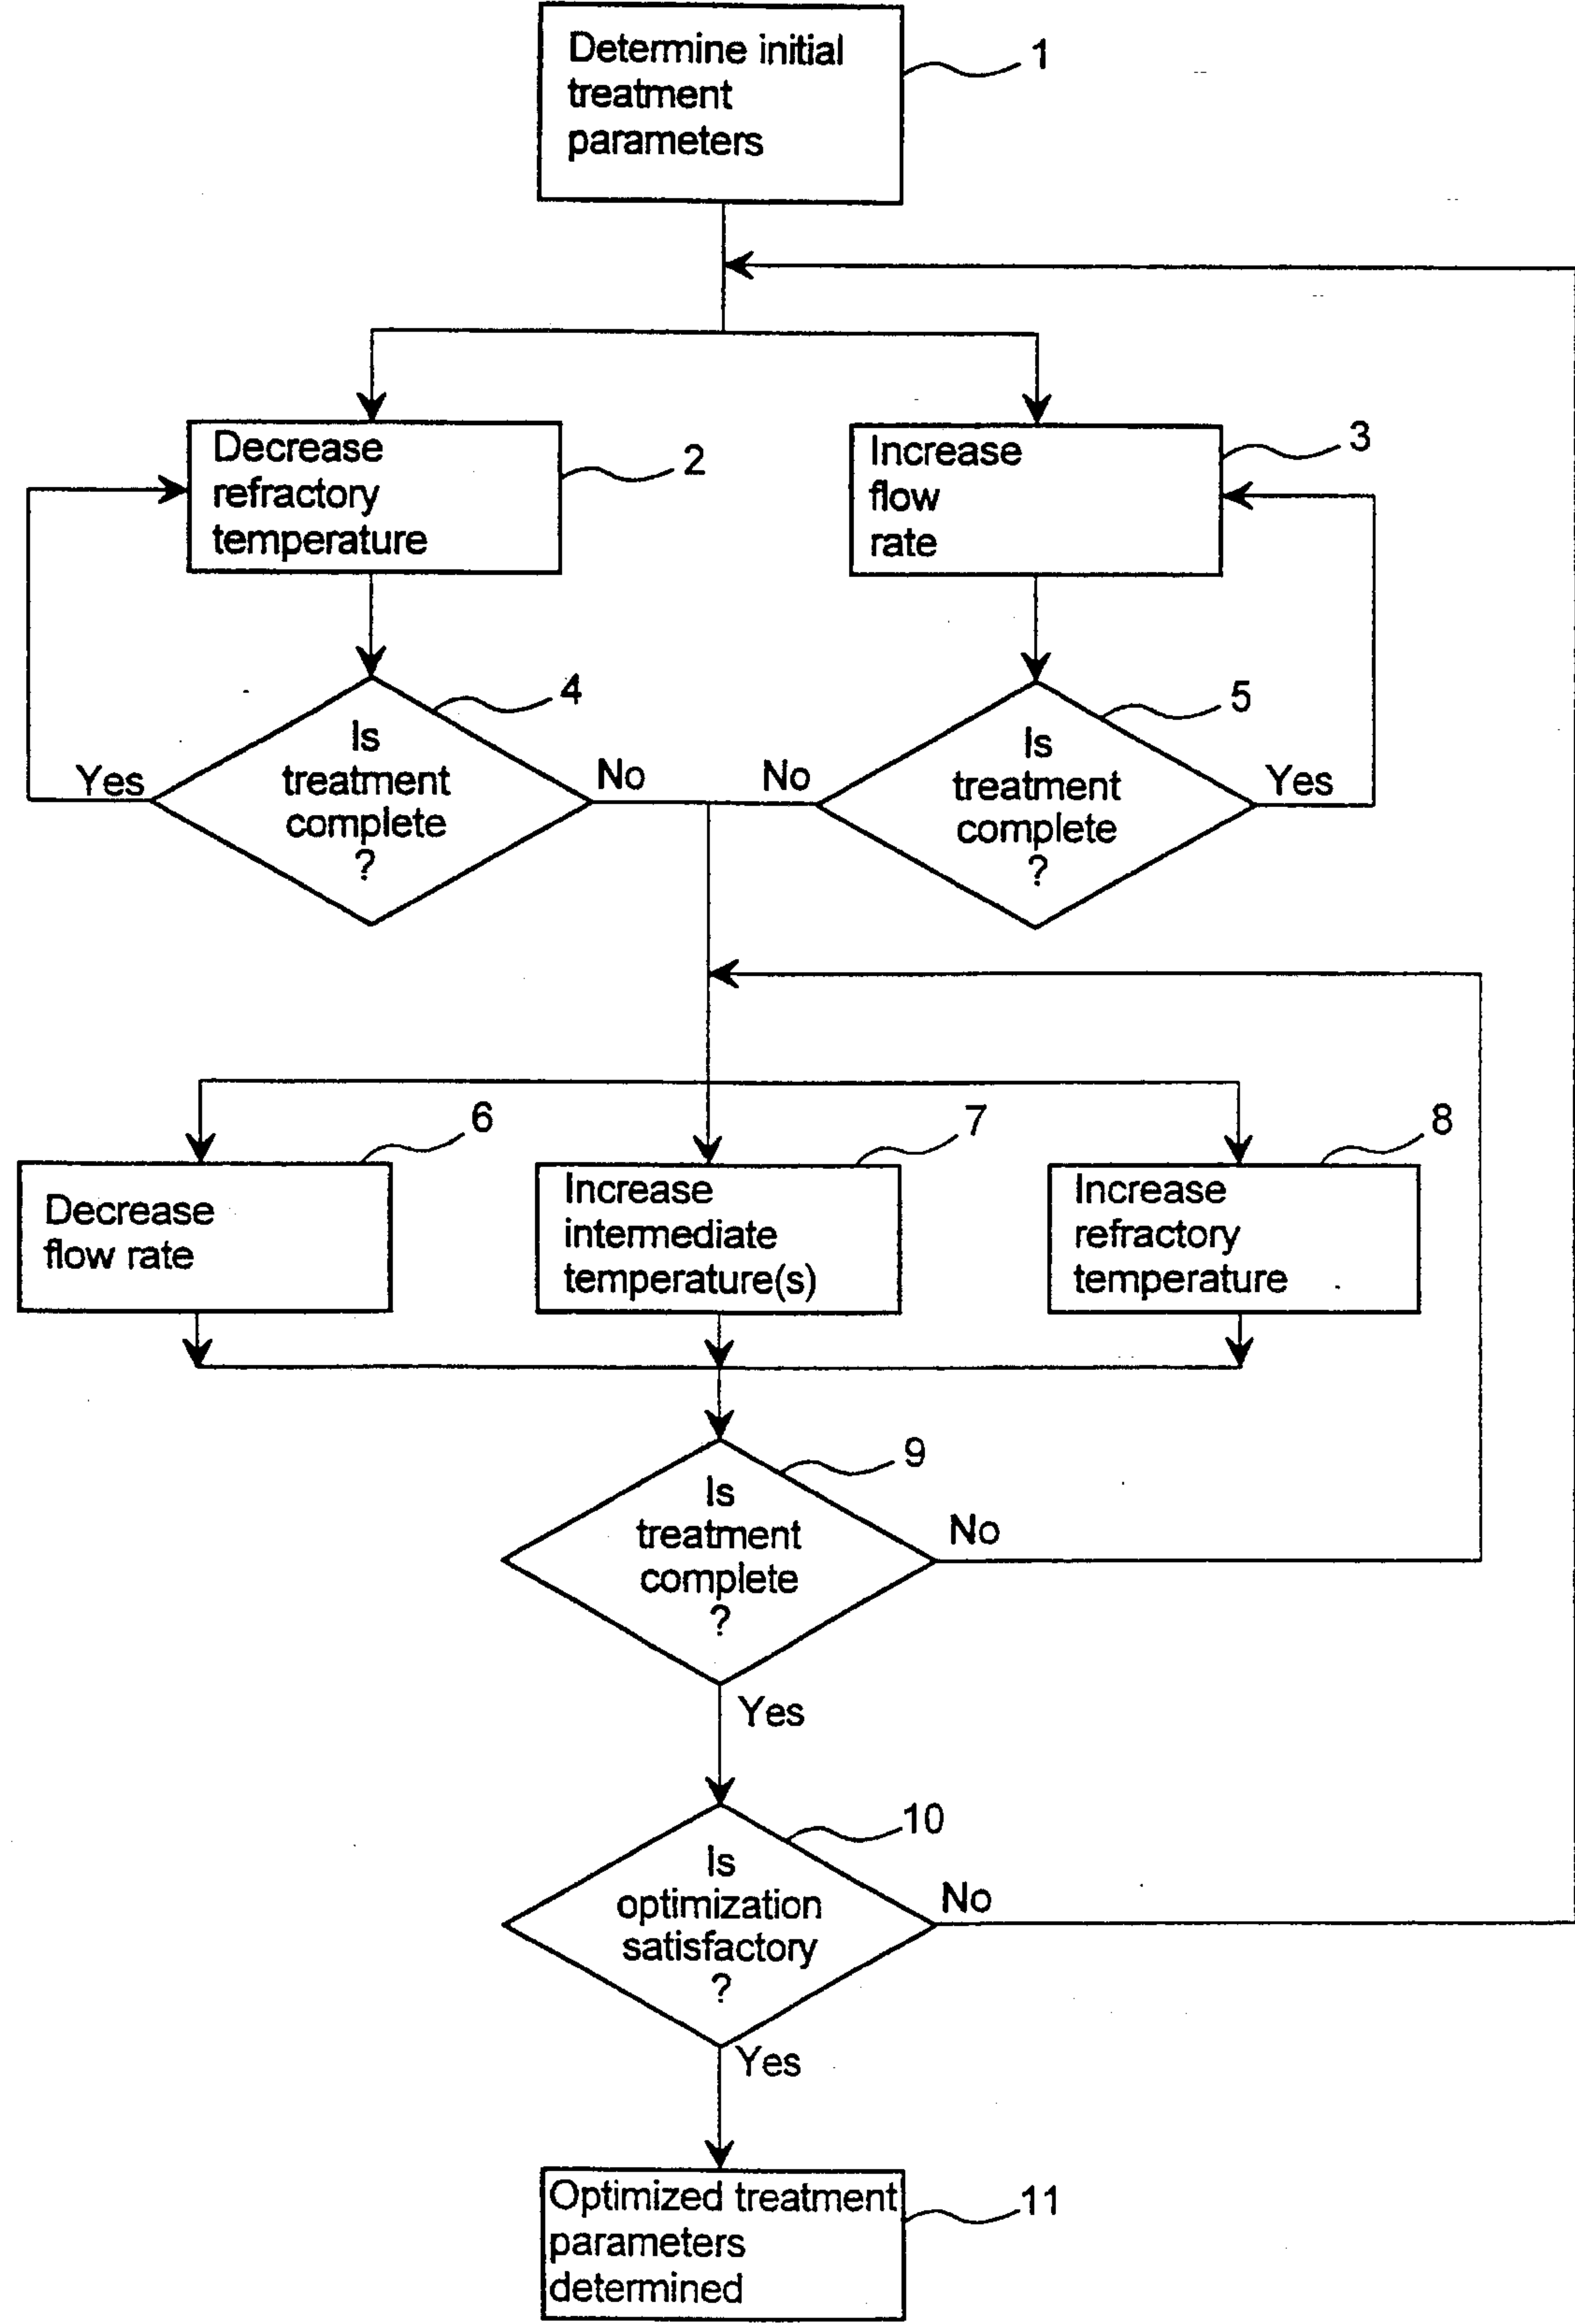 Determine initial
treatment
parameters
1
Decrease
refractory
temperature
2
Increase
flow
rate
3
Is
treatment
complete
?
4
Yes
No
Is
treatment
complete
?
5
No
Yes
Decrease
flow rate
6
Increase
intermediate
temperature(s)
7
Increase
refractory
temperature
8
Is
treatment
complete
?
9
No
Yes
Is
optimization
satisfactory
?
10
No
Yes
Optimized treatment
parameters
determined
11